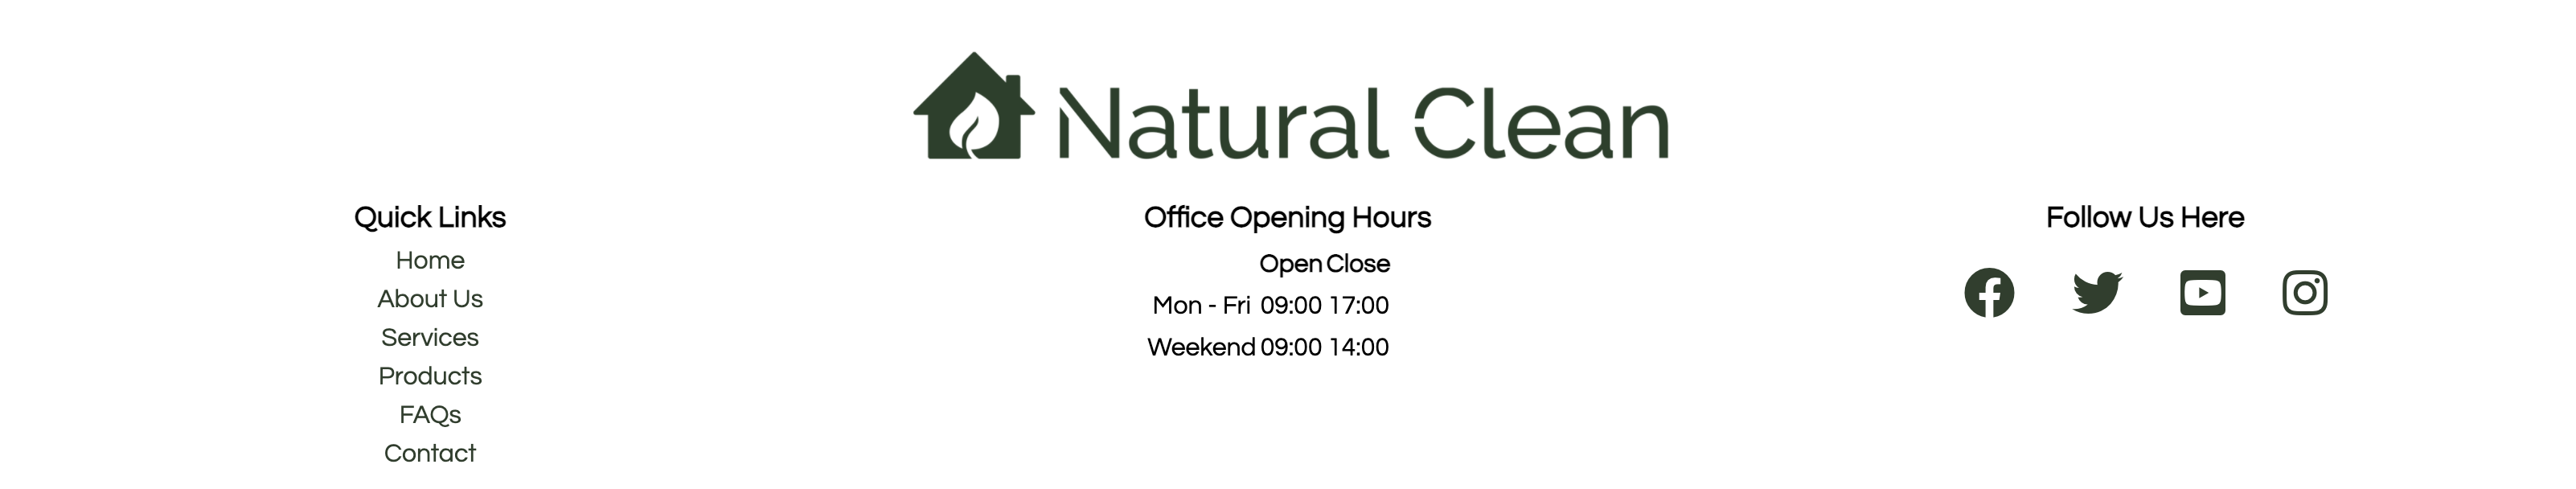 Natural Clean
Quick Links
Home
About Us
Services
Products
FAQs
Contact
Office Opening Hours
Open Close
Mon - Fri 09:00 17:00
Weekend 09:00 14:00
Follow Us Here